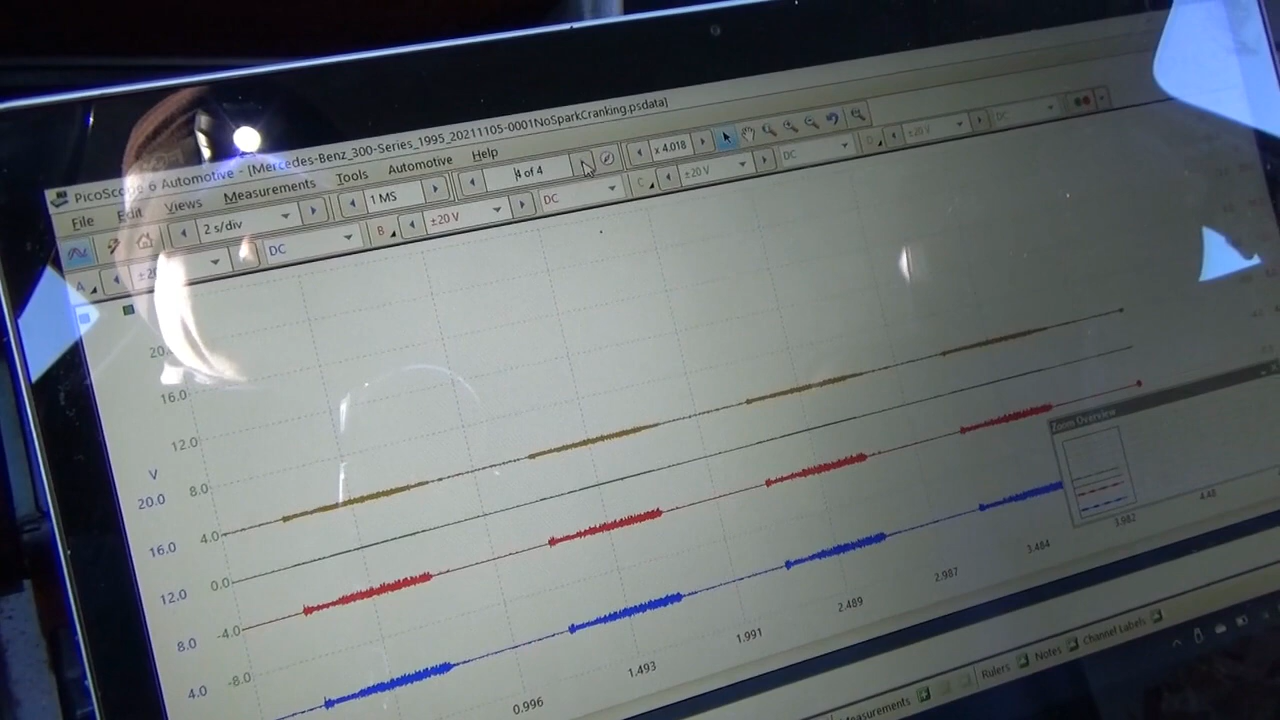 PicoScope 6 Automotive - [Mercedes-Benz_300-Series_1995_20211105-0001NoSparkCranking.psdata]
File Edit Views Measurements Tools Automotive Help
2 s/div 1 MS 4 of 4 x 4.018
A ±20 DC B ±20 V DC C ±20 V DC D ±20 V DC
20.
16.0
12.0
8.0
4.0
0.0
-4.0
-8.0
V
20.0
16.0
12.0
8.0
4.0
0.996 1.493 1.991 2.489 2.987 3.484 3.982 4.48
Zoom Overview
Measurements Rulers Notes Channel Labels